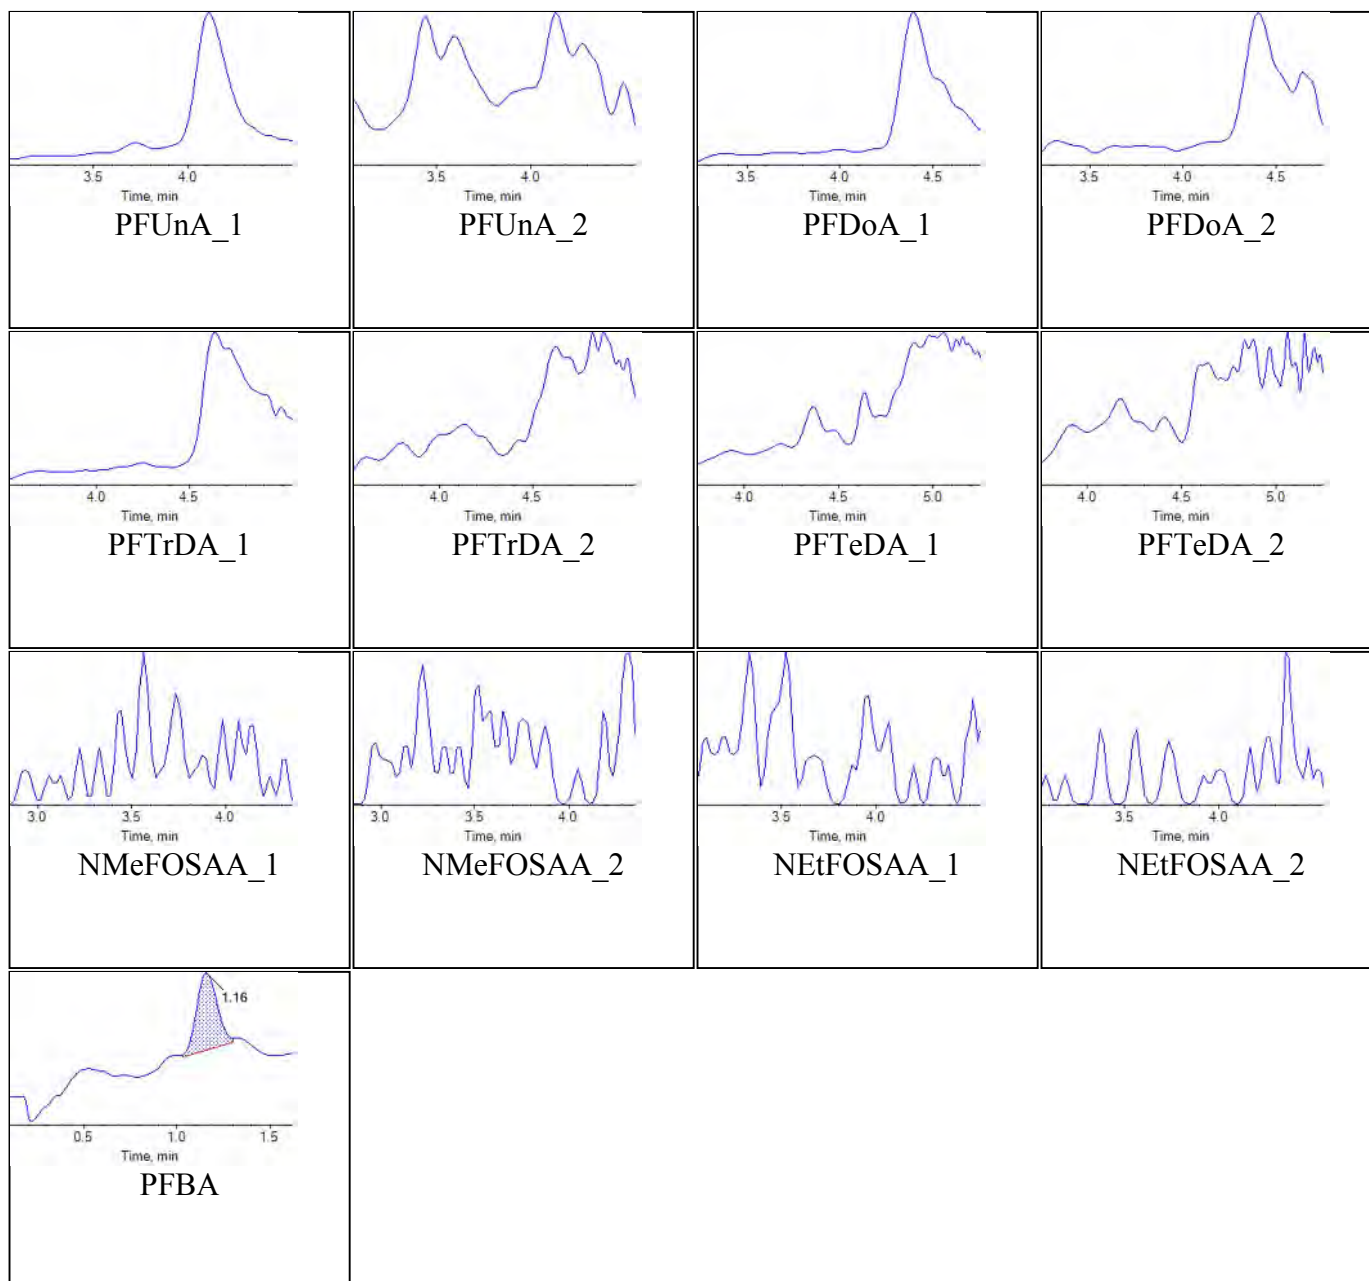 3.5 4.0
Time, min
PFUnA_1
3.5 4.0
Time, min
PFUnA_2
3.5 4.0 4.5
Time, min
PFDoA_1
3.5 4.0 4.5
Time, min
PFDoA_2
4.0 4.5
Time, min
PFTrDA_1
4.0 4.5
Time, min
PFTrDA_2
4.0 4.5 5.0
Time, min
PFTeDA_1
4.0 4.5 5.0
Time, min
PFTeDA_2
3.0 3.5 4.0
Time, min
NMeFOSAA_1
3.0 3.5 4.0
Time, min
NMeFOSAA_2
3.5 4.0
Time, min
NEtFOSAA_1
3.5 4.0
Time, min
NEtFOSAA_2
1.16
0.5 1.0 1.5
Time, min
PFBA